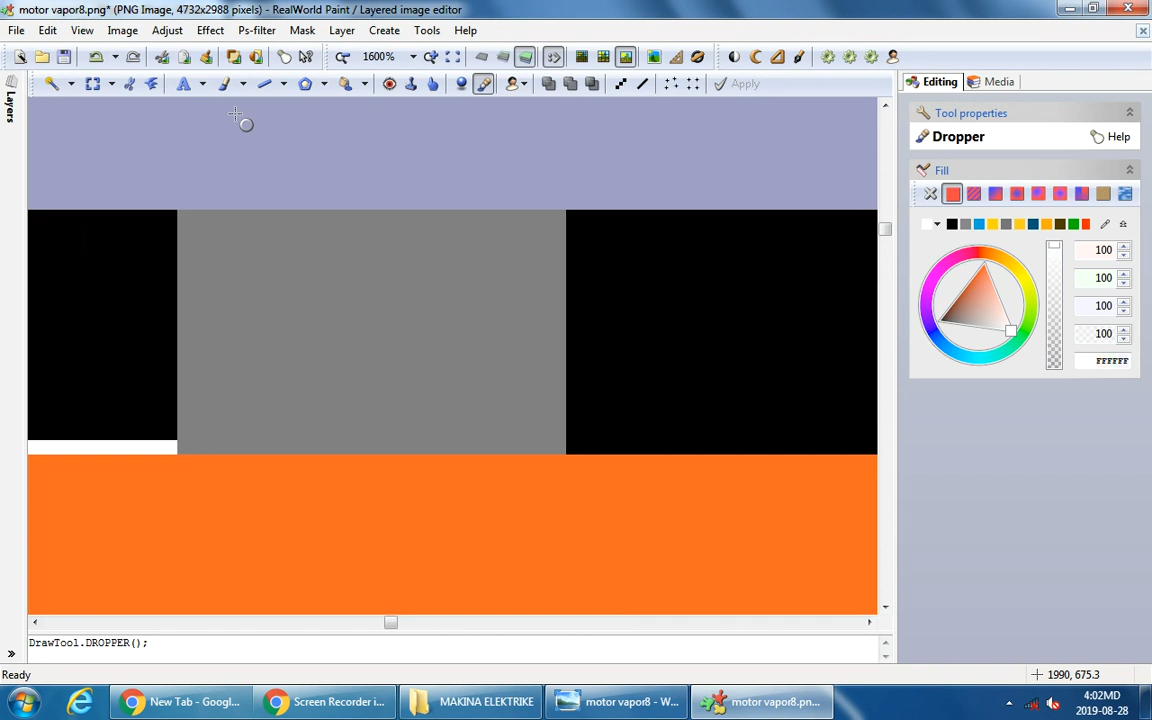 motor vapor8.png* (PNG Image, 4732x2988 pixels) - RealWorld Paint / Layered image editor
File Edit View Image Adjust Effect Ps-filter Mask Layer Create Tools Help
1600%
Apply
Layers
Editing Media
Tool properties
Dropper Help
Fill
100
100
100
100
FFFFFF
DrawTool.DROPPER();
Ready
1990, 675.3
New Tab - Googl...
Screen Recorder i...
MAKINA ELEKTRIKE
motor vapor8 - W...
motor vapor8.pn...
4:02MD
2019-08-28